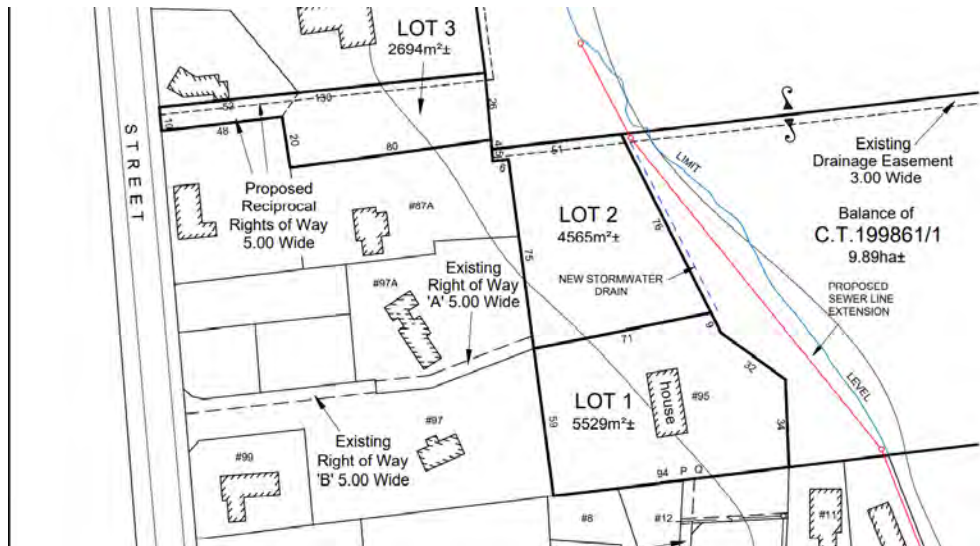 LOT 3
2694m²±
52
130
26
10
48
20
80
STREET
Proposed
Reciprocal
Rights of Way
5.00 Wide
#87A
51
LIMIT
Existing
Drainage Easement
3.00 Wide
LOT 2
4565m²±
76
75
Balance of
C.T.199861/1
9.89ha±
Existing
Right of Way
'A' 5.00 Wide
#97A
NEW STORMWATER
DRAIN
PROPOSED
SEWER LINE
EXTENSION
71
9
32
LEVEL
LOT 1
5529m²±
house
#95
59
34
#97
Existing
Right of Way
'B' 5.00 Wide
#99
94
P Q
#8
#12
#11